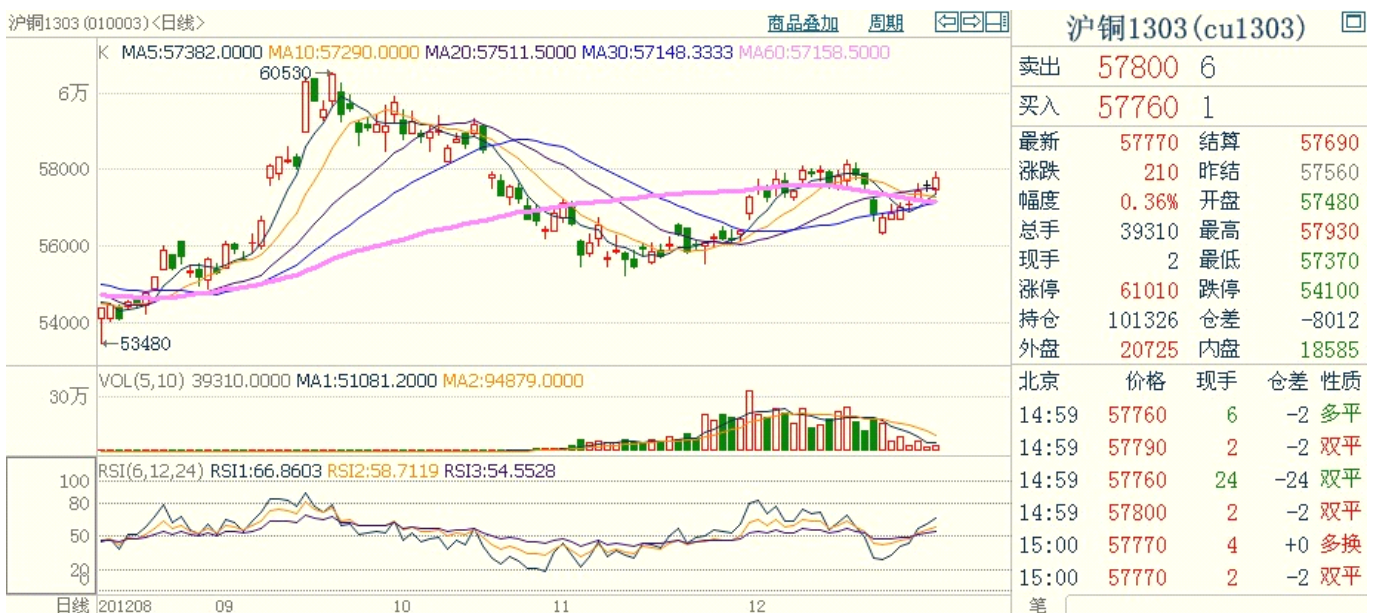 沪铜1303(010003)<日线>
商品叠加 周期
K MA5:57382.0000 MA10:57290.0000 MA20:57511.5000 MA30:57148.3333 MA60:57158.5000
60530
6万
58000
56000
54000
53480
VOL(5,10) 39310.0000 MA1:51081.2000 MA2:94879.0000
30万
RSI(6,12,24) RSI1:66.8603 RSI2:58.7119 RSI3:54.5528
100
80
50
20
0
日线 201208 09 10 11 12
沪铜1303(cu1303)
卖出 57800 6
买入 57760 1
最新 57770 结算 57690
涨跌 210 昨结 57560
幅度 0.36% 开盘 57480
总手 39310 最高 57930
现手 2 最低 57370
涨停 61010 跌停 54100
持仓 101326 仓差 -8012
外盘 20725 内盘 18585
北京 价格 现手 仓差 性质
14:59 57760 6 -2 多平
14:59 57790 2 -2 双平
14:59 57760 24 -24 双平
14:59 57800 2 -2 双平
15:00 57770 4 +0 多换
15:00 57770 2 -2 双平
笔